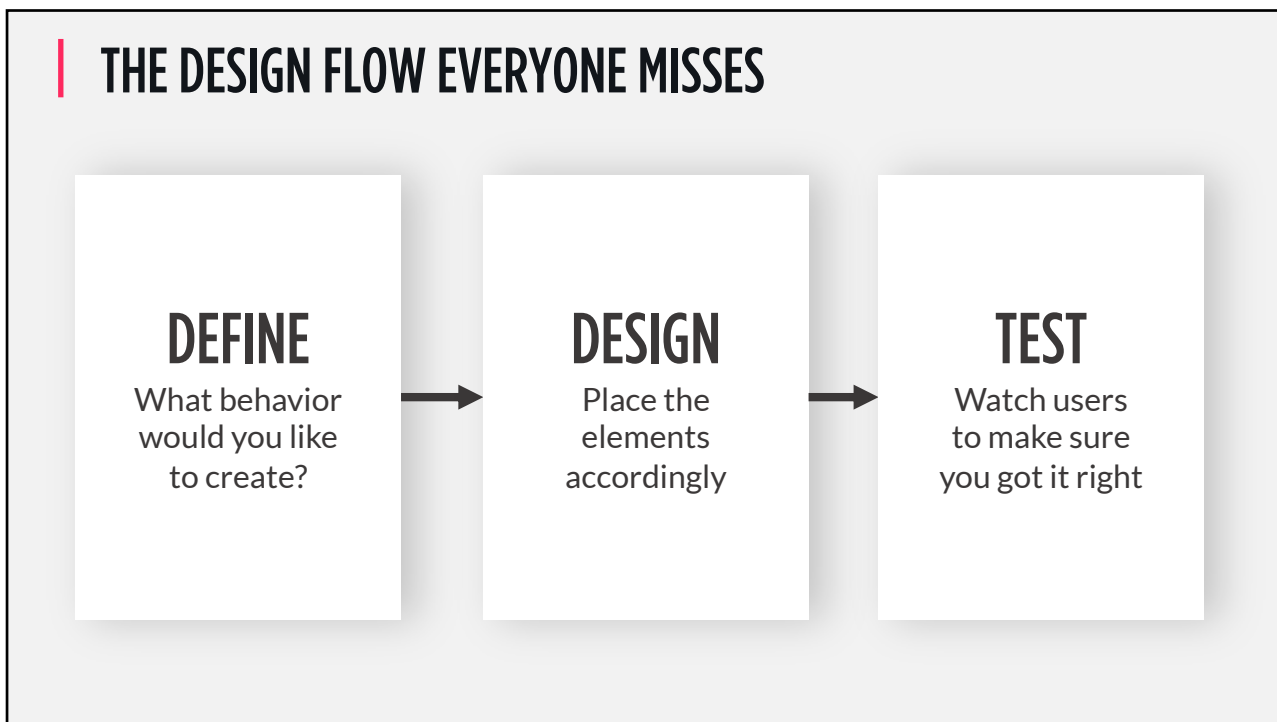 THE DESIGN FLOW EVERYONE MISSES
DEFINE
What behavior
would you like
to create?
DESIGN
Place the
elements
accordingly
TEST
Watch users
to make sure
you got it right